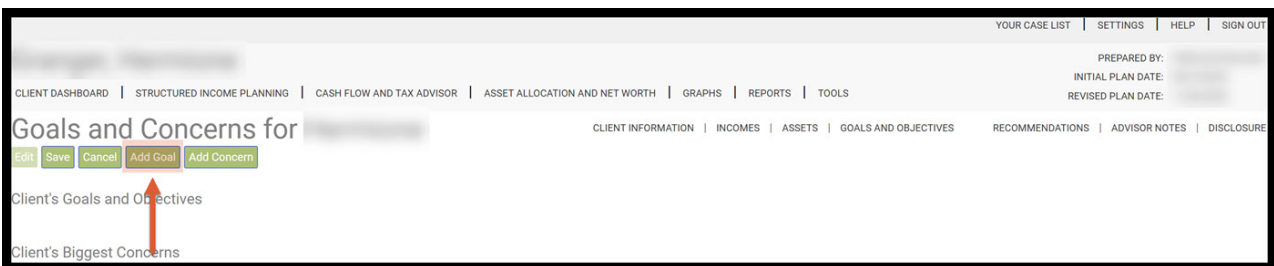 YOUR CASE LIST | SETTINGS | HELP | SIGN OUT
PREPARED BY:
INITIAL PLAN DATE:
CLIENT DASHBOARD | STRUCTURED INCOME PLANNING | CASH FLOW AND TAX ADVISOR | ASSET ALLOCATION AND NET WORTH | GRAPHS | REPORTS | TOOLS
REVISED PLAN DATE:
Goals and Concerns for
CLIENT INFORMATION | INCOMES | ASSETS | GOALS AND OBJECTIVES RECOMMENDATIONS | ADVISOR NOTES | DISCLOSURE
Edit Save Cancel Add Goal Add Concern
Client's Goals and Objectives
Client's Biggest Concerns